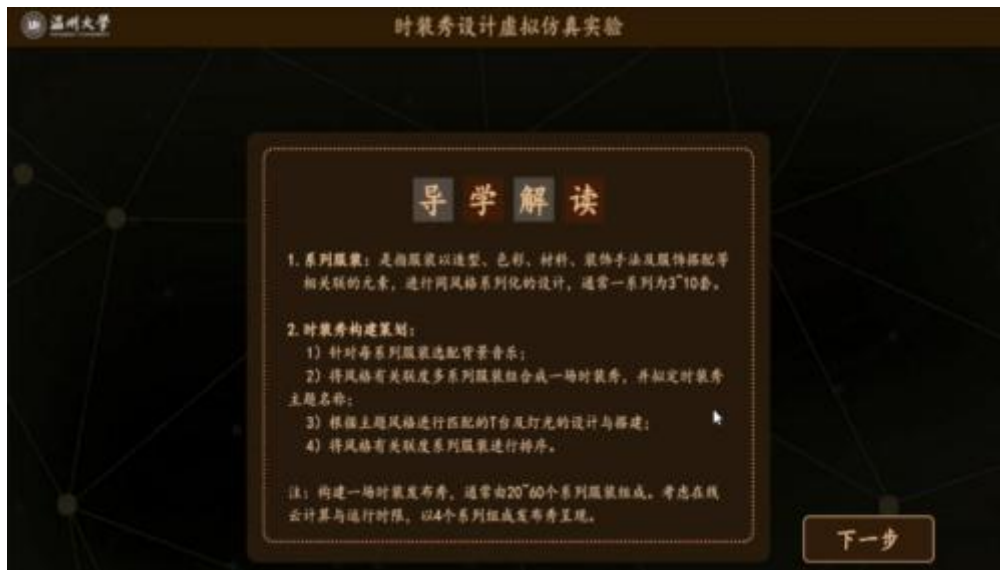 温州大学
时装秀设计虚拟仿真实验
导学解读
1.系列服装：是指服装以造型、色彩、材料、装饰手法及服饰搭配等
相关联的元素，进行同风格系列化的设计，通常一系列为3~10套。
2.时装秀构建策划：
1）针对每系列服装选配背景音乐；
2）将风格有关联度多系列服装组合成一场时装秀，并拟定时装秀
主题名称；
3）根据主题风格进行匹配的T台及灯光的设计与搭建；
4）将风格有关联度系列服装进行排序。
注：构建一场时装发布秀，通常由20~60个系列服装组成。考虑在线
云计算与运行时限，以4个系列组成发布秀呈现。
下一步